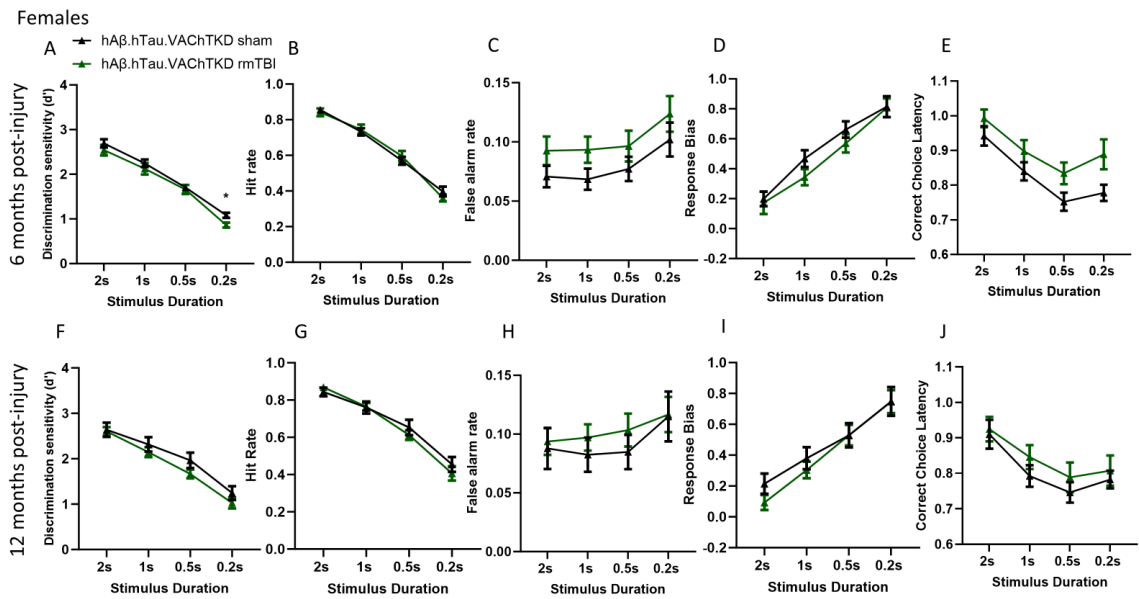 Females
hAβ.hTau.VAChTKD sham
hAβ.hTau.VAChTKD rmTBI
6 months post-injury
A
Discrimination sensitivity (d')
4
3
2
1
0
*
2s 1s 0.5s 0.2s
Stimulus Duration
B
Hit rate
1.0
0.8
0.6
0.4
0.2
0.0
2s 1s 0.5s 0.2s
Stimulus Duration
C
False alarm rate
0.15
0.10
0.05
0.00
2s 1s 0.5s 0.2s
Stimulus Duration
D
Response Bias
1.0
0.8
0.6
0.4
0.2
0.0
-0.2
2s 1s 0.5s 0.2s
Stimulus Duration
E
Correct Choice Latency
1.1
1.0
0.9
0.8
0.7
0.6
2s 1s 0.5s 0.2s
Stimulus Duration
12 months post-injury
F
Discrimination sensitivity (d')
4
3
2
1
0
2s 1s 0.5s 0.2s
Stimulus Duration
G
Hit Rate
1.0
0.8
0.6
0.4
0.2
0.0
2s 1s 0.5s 0.2s
Stimulus Duration
H
False alarm rate
0.15
0.10
0.05
0.00
2s 1s 0.5s 0.2s
Stimulus Duration
I
Response Bias
1.0
0.8
0.6
0.4
0.2
0.0
-0.2
2s 1s 0.5s 0.2s
Stimulus Duration
J
Correct Choice Latency
1.1
1.0
0.9
0.8
0.7
0.6
2s 1s 0.5s 0.2s
Stimulus Duration